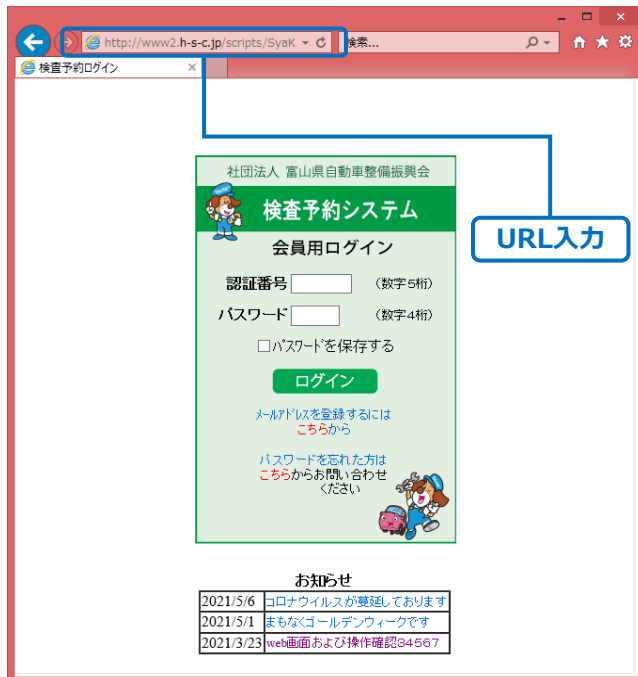 http://www2.h-s-c.jp/scripts/SyaK
検索...
検査予約ログイン
社団法人 富山県自動車整備振興会
検査予約システム
会員用ログイン
URL入力
認証番号 (数字5桁)
パスワード (数字4桁)
パスワードを保存する
ログイン
メールアドレスを登録するには
こちらから
パスワードを忘れた方は
こちらからお問い合わせ
ください
お知らせ
2021/5/6 コロナウイルスが蔓延しております
2021/5/1 まもなくゴールデンウィークです
2021/3/23 web画面および操作確認34567